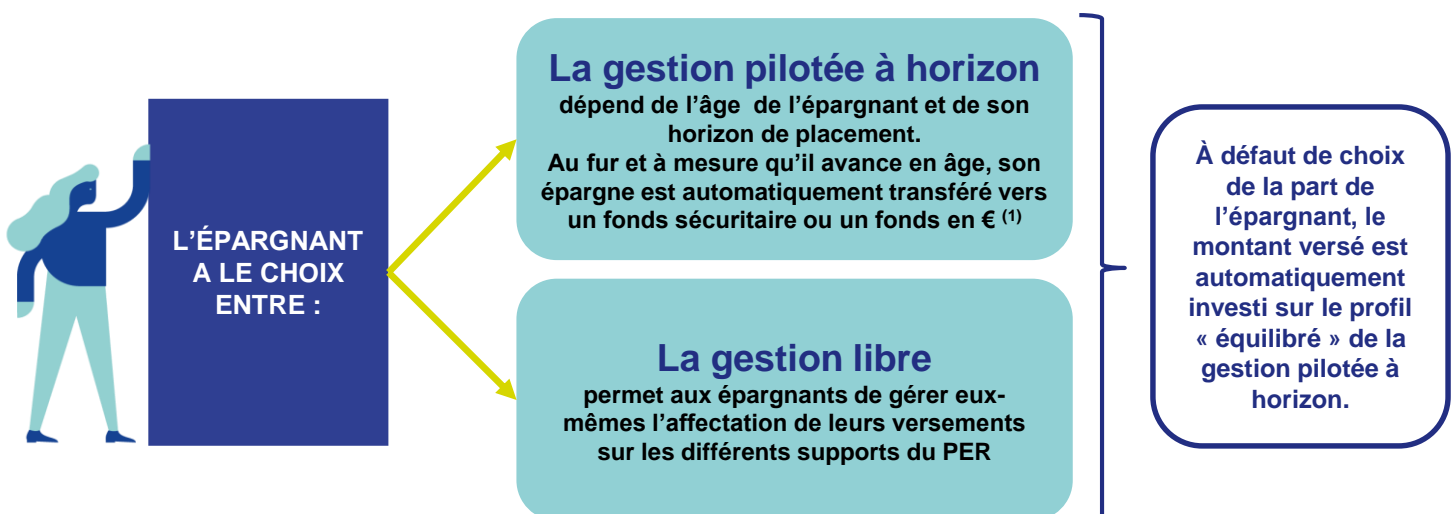 L'ÉPARGNANT
A LE CHOIX
ENTRE :
La gestion pilotée à horizon
dépend de l'âge de l'épargnant et de son
horizon de placement.
Au fur et à mesure qu'il avance en âge, son
épargne est automatiquement transféré vers
un fonds sécuritaire ou un fonds en € (1)
La gestion libre
permet aux épargnants de gérer eux-
mêmes l'affectation de leurs versements
sur les différents supports du PER
À défaut de choix
de la part de
l'épargnant, le
montant versé est
automatiquement
investi sur le profil
« équilibré » de la
gestion pilotée à
horizon.